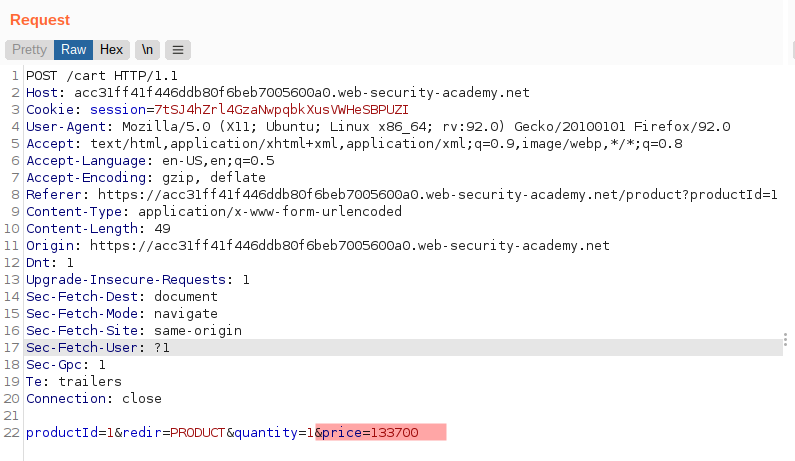 Request
Pretty Raw Hex \n
1 POST /cart HTTP/1.1
2 Host: acc31ff41f446ddb80f6beb7005600a0.web-security-academy.net
3 Cookie: session=7tSJ4hZrl4GzaNwpqbkXusVWHeSBPUZI
4 User-Agent: Mozilla/5.0 (X11; Ubuntu; Linux x86_64; rv:92.0) Gecko/20100101 Firefox/92.0
5 Accept: text/html,application/xhtml+xml,application/xml;q=0.9,image/webp,*/*;q=0.8
6 Accept-Language: en-US,en;q=0.5
7 Accept-Encoding: gzip, deflate
8 Referer: https://acc31ff41f446ddb80f6beb7005600a0.web-security-academy.net/product?productId=1
9 Content-Type: application/x-www-form-urlencoded
10 Content-Length: 49
11 Origin: https://acc31ff41f446ddb80f6beb7005600a0.web-security-academy.net
12 Dnt: 1
13 Upgrade-Insecure-Requests: 1
14 Sec-Fetch-Dest: document
15 Sec-Fetch-Mode: navigate
16 Sec-Fetch-Site: same-origin
17 Sec-Fetch-User: ?1
18 Sec-Gpc: 1
19 Te: trailers
20 Connection: close
21
22 productId=1&redir=PRODUCT&quantity=1&price=133700